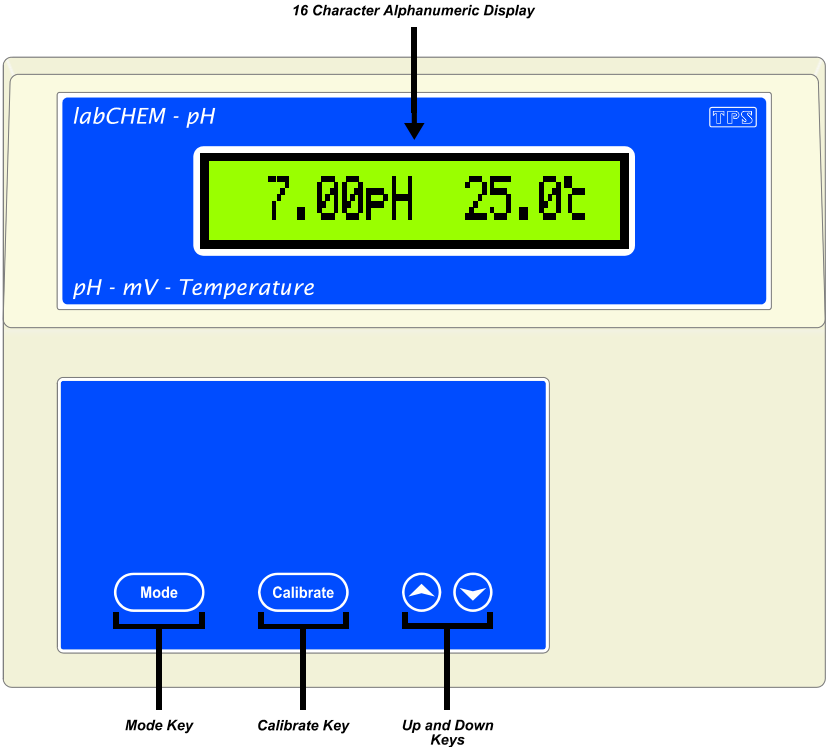 16 Character Alphanumeric Display
labCHEM - pH
TPS
7.00pH 25.0℃
pH - mV - Temperature
Mode
Calibrate
Mode Key
Calibrate Key
Up and Down
Keys